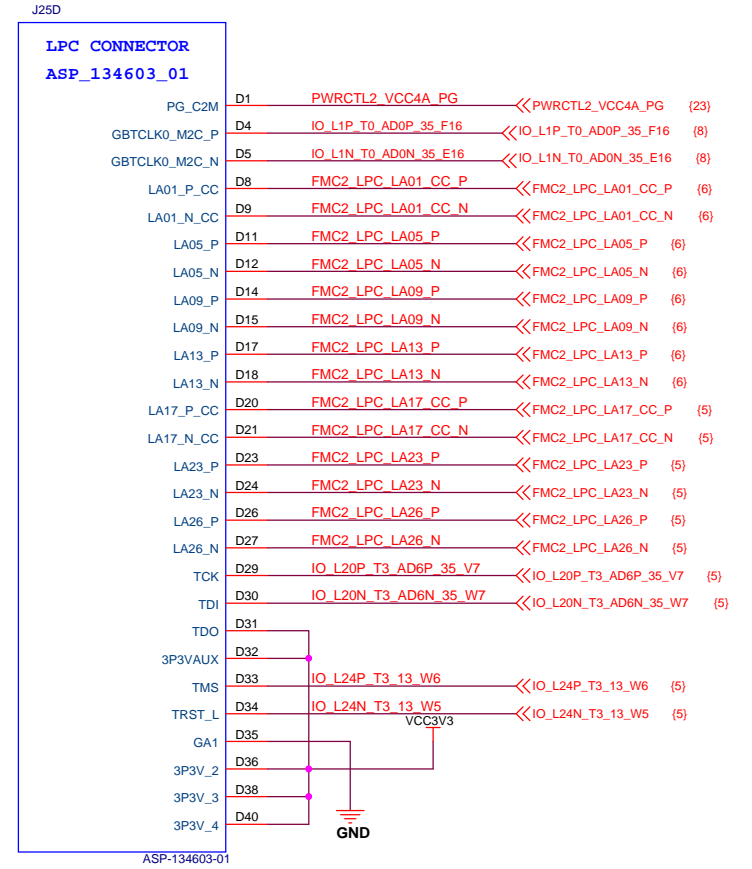 J25D
LPC CONNECTOR
ASP_134603_01
PG_C2M D1 PWRCTL2_VCC4A_PG PWRCTL2_VCC4A_PG {23}
GBTCLK0_M2C_P D4 IO_L1P_T0_AD0P_35_F16 IO_L1P_T0_AD0P_35_F16 {8}
GBTCLK0_M2C_N D5 IO_L1N_T0_AD0N_35_E16 IO_L1N_T0_AD0N_35_E16 {8}
LA01_P_CC D8 FMC2_LPC_LA01_CC_P FMC2_LPC_LA01_CC_P {6}
LA01_N_CC D9 FMC2_LPC_LA01_CC_N FMC2_LPC_LA01_CC_N {6}
LA05_P D11 FMC2_LPC_LA05_P FMC2_LPC_LA05_P {6}
LA05_N D12 FMC2_LPC_LA05_N FMC2_LPC_LA05_N {6}
LA09_P D14 FMC2_LPC_LA09_P FMC2_LPC_LA09_P {6}
LA09_N D15 FMC2_LPC_LA09_N FMC2_LPC_LA09_N {6}
LA13_P D17 FMC2_LPC_LA13_P FMC2_LPC_LA13_P {6}
LA13_N D18 FMC2_LPC_LA13_N FMC2_LPC_LA13_N {6}
LA17_P_CC D20 FMC2_LPC_LA17_CC_P FMC2_LPC_LA17_CC_P {5}
LA17_N_CC D21 FMC2_LPC_LA17_CC_N FMC2_LPC_LA17_CC_N {5}
LA23_P D23 FMC2_LPC_LA23_P FMC2_LPC_LA23_P {5}
LA23_N D24 FMC2_LPC_LA23_N FMC2_LPC_LA23_N {5}
LA26_P D26 FMC2_LPC_LA26_P FMC2_LPC_LA26_P {5}
LA26_N D27 FMC2_LPC_LA26_N FMC2_LPC_LA26_N {5}
TCK D29 IO_L20P_T3_AD6P_35_V7 IO_L20P_T3_AD6P_35_V7 {5}
TDI D30 IO_L20N_T3_AD6N_35_W7 IO_L20N_T3_AD6N_35_W7 {5}
TDO D31
3P3VAUX D32
TMS D33 IO_L24P_T3_13_W6 IO_L24P_T3_13_W6 {5}
TRST_L D34 IO_L24N_T3_13_W5 IO_L24N_T3_13_W5 {5}
VCC3V3
GA1 D35
3P3V_2 D36
3P3V_3 D38
3P3V_4 D40
GND
ASP-134603-01